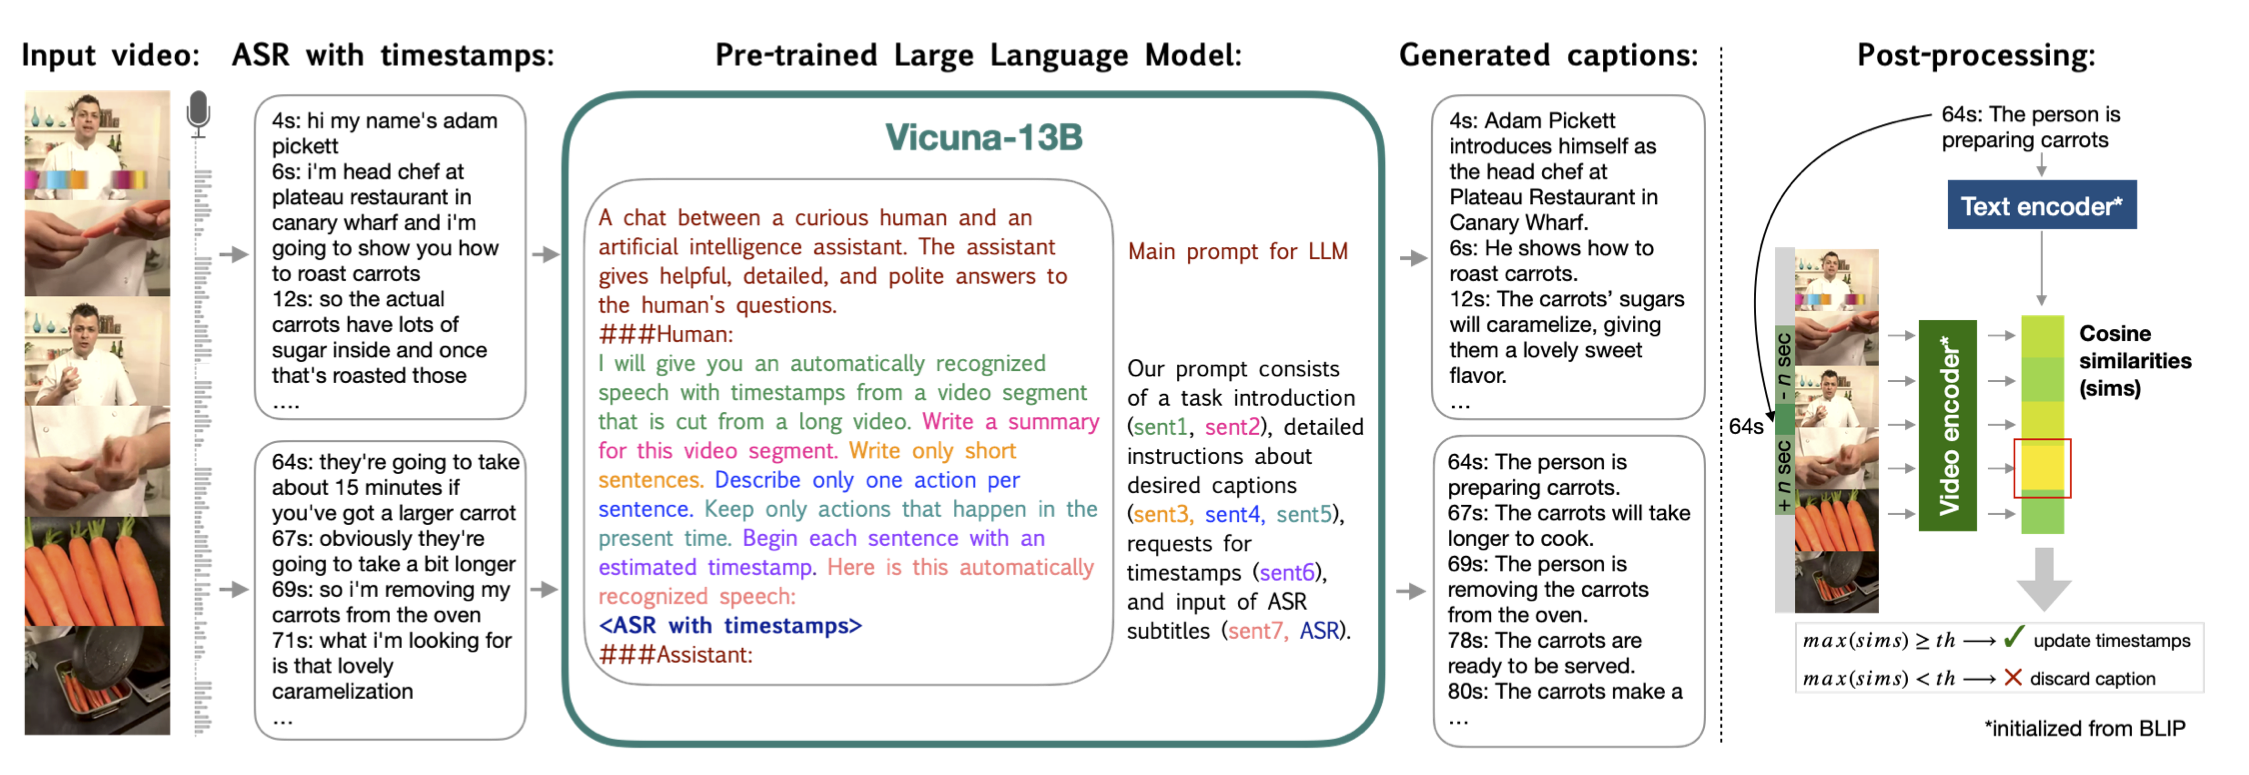 Input video:
ASR with timestamps:
Pre-trained Large Language Model:
Generated captions:
Post-processing:
4s: hi my name's adam
pickett
6s: i'm head chef at
plateau restaurant in
canary wharf and i'm
going to show you how
to roast carrots
12s: so the actual
carrots have lots of
sugar inside and once
that's roasted those
....
64s: they're going to take
about 15 minutes if
you've got a larger carrot
67s: obviously they're
going to take a bit longer
69s: so i'm removing my
carrots from the oven
71s: what i'm looking for
is that lovely
caramelization
...
Vicuna-13B
A chat between a curious human and an
artificial intelligence assistant. The assistant
gives helpful, detailed, and polite answers to
the human's questions.
###Human:
I will give you an automatically recognized
speech with timestamps from a video segment
that is cut from a long video. Write a summary
for this video segment. Write only short
sentences. Describe only one action per
sentence. Keep only actions that happen in the
present time. Begin each sentence with an
estimated timestamp. Here is this automatically
recognized speech:
<ASR with timestamps>
###Assistant:
Main prompt for LLM
Our prompt consists
of a task introduction
(sent1, sent2), detailed
instructions about
desired captions
(sent3, sent4, sent5),
requests for
timestamps (sent6),
and input of ASR
subtitles (sent7, ASR).
4s: Adam Pickett
introduces himself as
the head chef at
Plateau Restaurant in
Canary Wharf.
6s: He shows how to
roast carrots.
12s: The carrots' sugars
will caramelize, giving
them a lovely sweet
flavor.
...
64s: The person is
preparing carrots.
67s: The carrots will take
longer to cook.
69s: The person is
removing the carrots
from the oven.
78s: The carrots are
ready to be served.
80s: The carrots make a
...
64s: The person is
preparing carrots
Text encoder*
- n sec
64s
+ n sec
Video encoder*
Cosine
similarities
(sims)
max(sims) ≥ th ⟶ ✓ update timestamps
max(sims) < th ⟶ ✕ discard caption
*initialized from BLIP